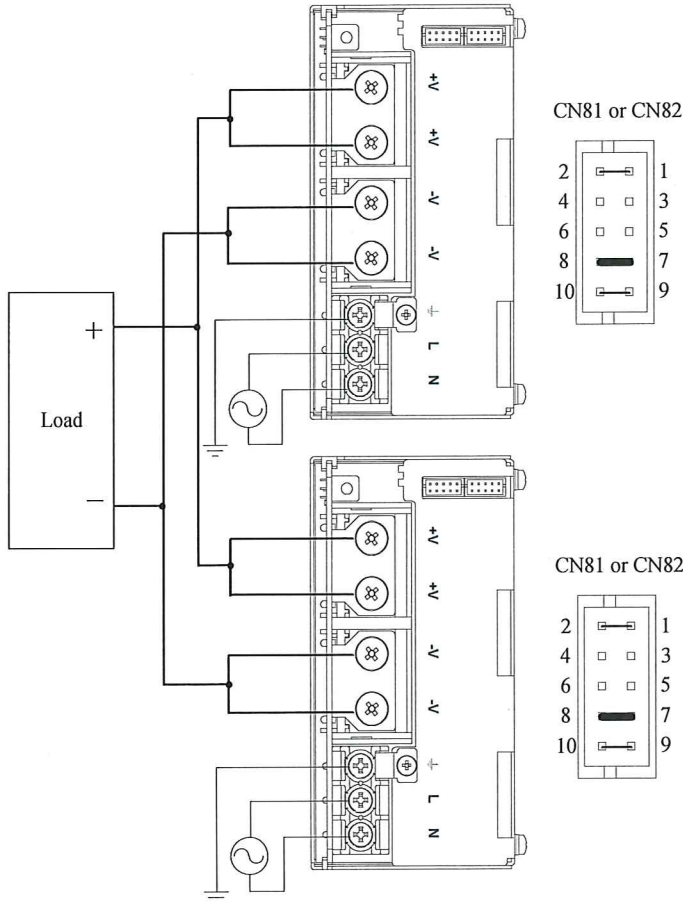 +V
+V
-V
-V
⏚
L
N
CN81 or CN82
2 1
4 3
6 5
8 7
10 9
+
Load
−
+V
+V
-V
-V
⏚
L
N
CN81 or CN82
2 1
4 3
6 5
8 7
10 9